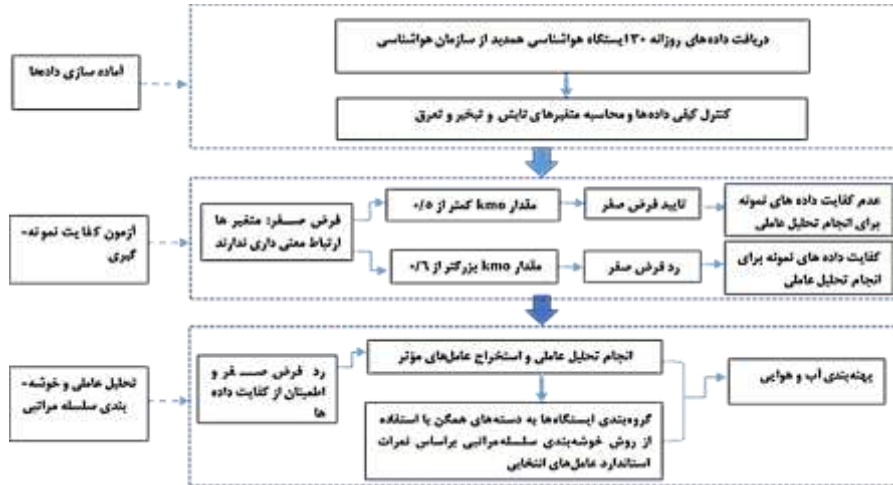 دریافت داده‌های روزانه ۱۳۰ ایستگاه هواشناسی همدید از سازمان هواشناسی
آماده سازی داده‌ها
کنترل کیفی داده‌ها و محاسبه متغیرهای تابش و تبخیر و تعرق
عدم کفایت داده های نمونه
برای انجام تحلیل عاملی
تایید فرض صفر
مقدار kmo کمتر از ۰/۵
فرض صفر: متغیر ها
ارتباط معنی داری ندارند
آزمون کفایت نمونه-
گیری
کفایت داده های نمونه برای
انجام تحلیل عاملی
رد فرض صفر
مقدار kmo بزرگتر از ۰/۶
انجام تحلیل عاملی و استخراج عامل‌های مؤثر
رد فرض صفر و
اطمینان از کفایت داده
ها
تحلیل عاملی و خوشه-
بندی سلسله مراتبی
پهنه‌بندی آب و هوایی
گروه‌بندی ایستگاه‌ها به دسته‌های همگن با استفاده
از روش خوشه‌بندی سلسله‌مراتبی براساس نمرات
استاندارد عامل‌های انتخابی